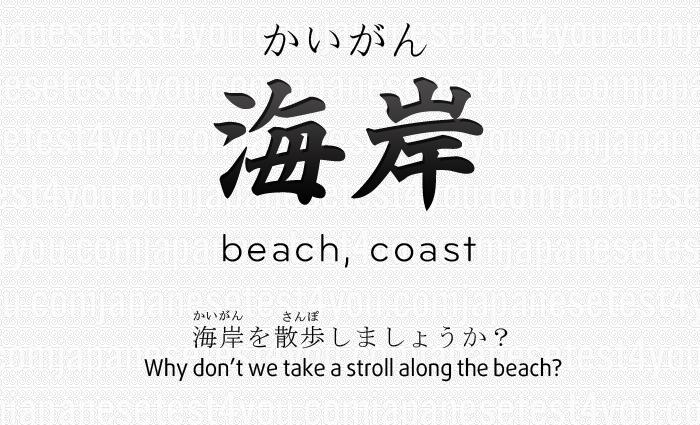 かいがん
海岸
beach, coast
かいがん さんぽ
海岸を散歩しましょうか？
Why don't we take a stroll along the beach?